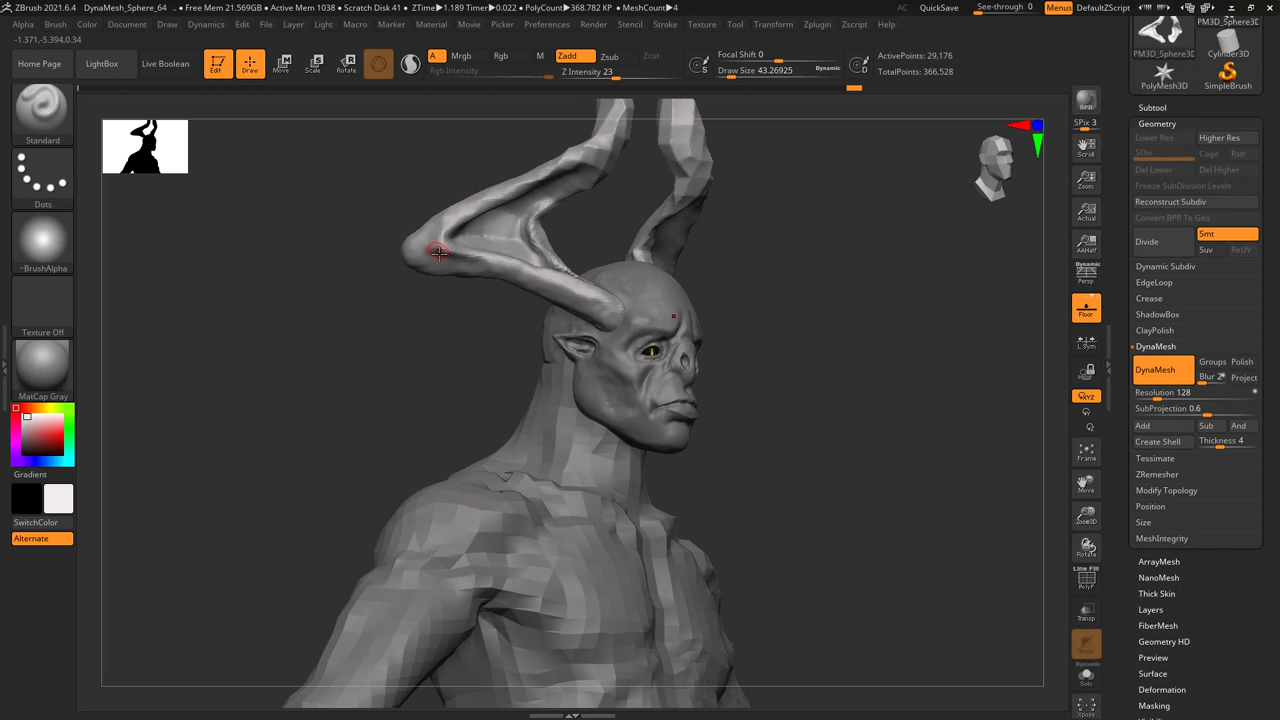 ZBrush 2021.6.4 DynaMesh_Sphere_64 .. • Free Mem 21.569GB • Active Mem 1038 • Scratch Disk 41 • ZTime▶1.189 Timer▶0.022 • PolyCount▶368.782 KP • MeshCount▶4 AC QuickSave See-through 0 Menus DefaultZScript
Alpha Brush Color Document Draw Dynamics Edit File Layer Light Macro Marker Material Movie Picker Preferences Render Stencil Stroke Texture Tool Transform Zplugin Zscript Help
-1.371,-5.394,0.34
Home Page LightBox Live Boolean
Edit Draw Move Scale Rotate
A Mrgb Rgb M
Rgb Intensity
Zadd Zsub Zcut
Z Intensity 23
S
Focal Shift 0
Draw Size 43.26925 Dynamic
D
ActivePoints: 29,176
TotalPoints: 366,528
Standard
Dots
~BrushAlpha
Texture Off
MatCap Gray
Gradient
SwitchColor
Alternate
BPR
SPix 3
Scroll
Zoom
Actual
AAHalf
Dynamic
Persp
Floor
L.Sym
XYZ
Frame
Move
Zoom3D
Rotate
Line Fill
PolyF
Transp
Dynamic
Solo
Xpose
PM3D_Sphere3D
PM3D_Sphere3D Cylinder3D
PolyMesh3D SimpleBrush
Subtool
Geometry
Lower Res Higher Res
SDiv Cage Rstr
Del Lower Del Higher
Freeze SubDivision Levels
Reconstruct Subdiv
Convert BPR To Geo
Divide Smt
Suv ReUV
Dynamic Subdiv
EdgeLoop
Crease
ShadowBox
ClayPolish
DynaMesh
DynaMesh Groups Polish
Blur 2 Project
Resolution 128
SubProjection 0.6
Add Sub And
Create Shell Thickness 4
Tessimate
ZRemesher
Modify Topology
Position
Size
MeshIntegrity
ArrayMesh
NanoMesh
Thick Skin
Layers
FiberMesh
Geometry HD
Preview
Surface
Deformation
Masking